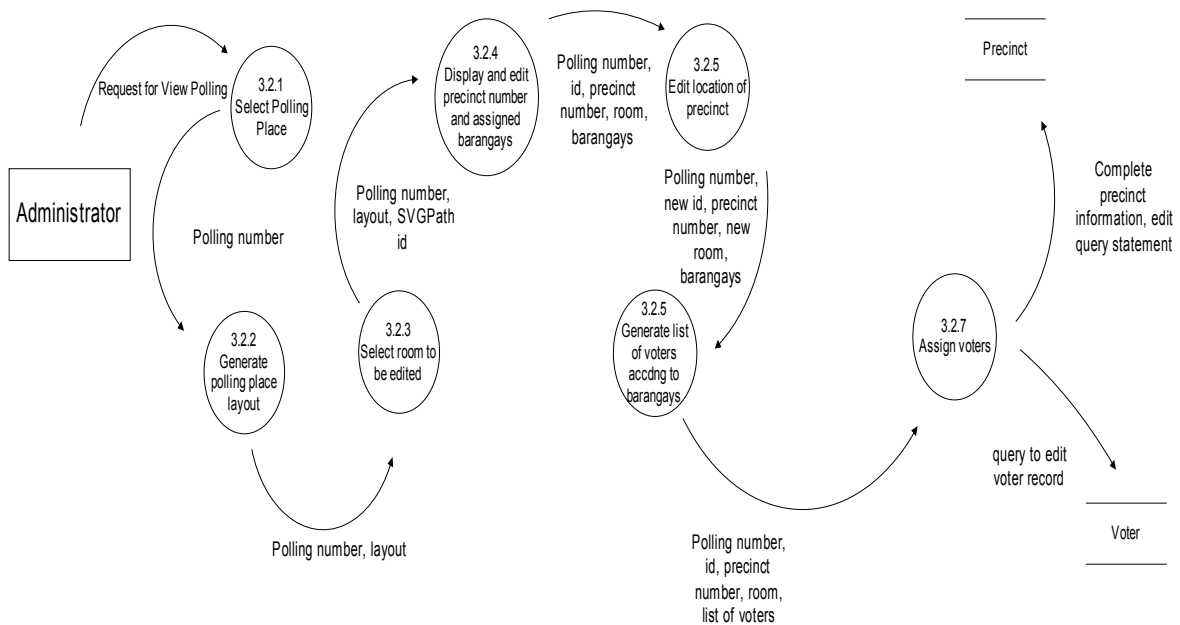 Administrator
Request for View Polling
3.2.1
Select Polling
Place
Polling number
3.2.2
Generate
polling place
layout
Polling number, layout
3.2.3
Select room to
be edited
Polling number,
layout, SVGPath
id
3.2.4
Display and edit
precinct number
and assigned
barangays
Polling number,
id, precinct
number, room,
barangays
3.2.5
Edit location of
precinct
Polling number,
new id, precinct
number, new
room,
barangays
3.2.5
Generate list
of voters
accdng to
barangays
Polling number,
id, precinct
number, room,
list of voters
3.2.7
Assign voters
Complete
precinct
information, edit
query statement
Precinct
query to edit
voter record
Voter